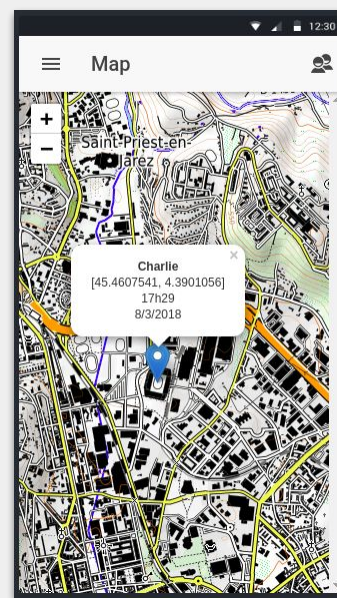 12:30
Map
+
−
Saint-Priest-en-
Jarez
×
Charlie
[45.4607541, 4.3901056]
17h29
8/3/2018